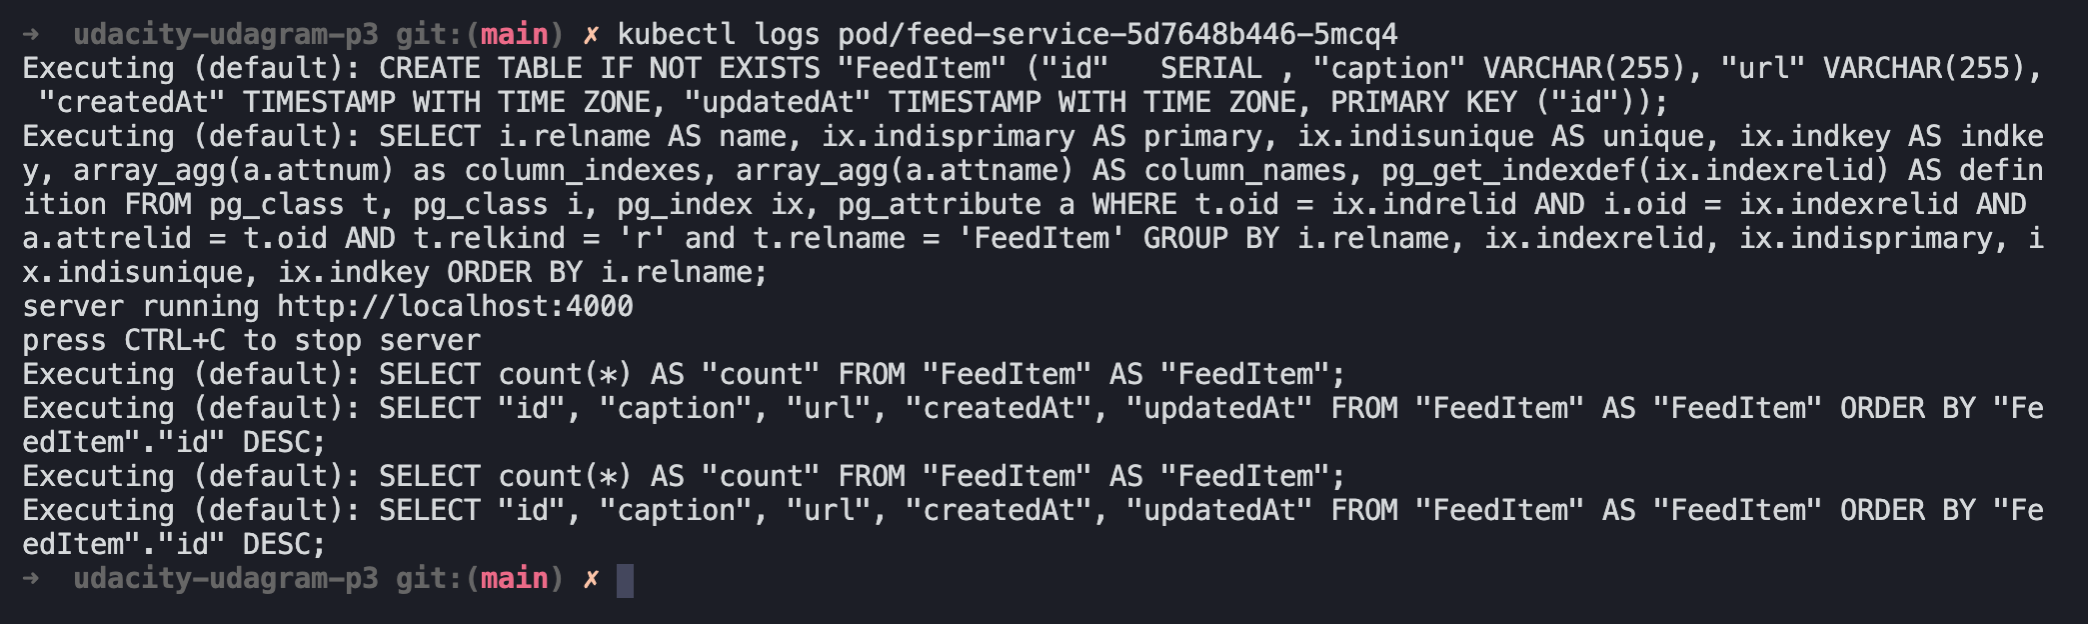 ➜  udacity-udagram-p3 git:(main) ✗ kubectl logs pod/feed-service-5d7648b446-5mcq4
Executing (default): CREATE TABLE IF NOT EXISTS "FeedItem" ("id"   SERIAL , "caption" VARCHAR(255), "url" VARCHAR(255),
 "createdAt" TIMESTAMP WITH TIME ZONE, "updatedAt" TIMESTAMP WITH TIME ZONE, PRIMARY KEY ("id"));
Executing (default): SELECT i.relname AS name, ix.indisprimary AS primary, ix.indisunique AS unique, ix.indkey AS indke
y, array_agg(a.attnum) as column_indexes, array_agg(a.attname) AS column_names, pg_get_indexdef(ix.indexrelid) AS defin
ition FROM pg_class t, pg_class i, pg_index ix, pg_attribute a WHERE t.oid = ix.indrelid AND i.oid = ix.indexrelid AND
a.attrelid = t.oid AND t.relkind = 'r' and t.relname = 'FeedItem' GROUP BY i.relname, ix.indexrelid, ix.indisprimary, i
x.indisunique, ix.indkey ORDER BY i.relname;
server running http://localhost:4000
press CTRL+C to stop server
Executing (default): SELECT count(*) AS "count" FROM "FeedItem" AS "FeedItem";
Executing (default): SELECT "id", "caption", "url", "createdAt", "updatedAt" FROM "FeedItem" AS "FeedItem" ORDER BY "Fe
edItem"."id" DESC;
Executing (default): SELECT count(*) AS "count" FROM "FeedItem" AS "FeedItem";
Executing (default): SELECT "id", "caption", "url", "createdAt", "updatedAt" FROM "FeedItem" AS "FeedItem" ORDER BY "Fe
edItem"."id" DESC;
➜  udacity-udagram-p3 git:(main) ✗